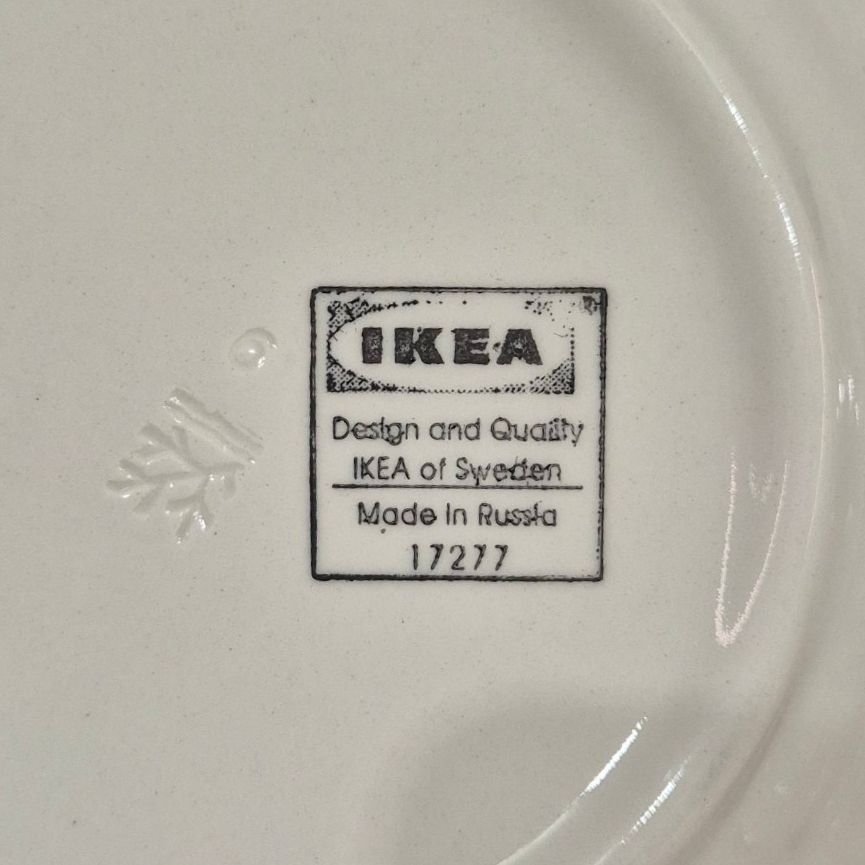 IKEA
Design and Quality
IKEA of Sweden
Made in Russia
17277